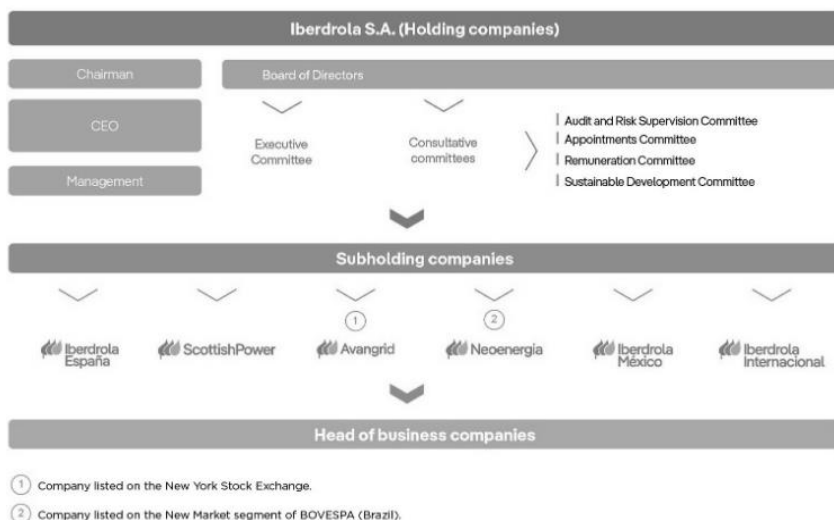 Iberdrola S.A. (Holding companies)
Chairman
Board of Directors
CEO
Management
Executive
Committee
Consultative
committees
Audit and Risk Supervision Committee
Appointments Committee
Remuneration Committee
Sustainable Development Committee
Subholding companies
1
2
Iberdrola
España
ScottishPower
Avangrid
Neoenergia
Iberdrola
México
Iberdrola
Internacional
Head of business companies
1 Company listed on the New York Stock Exchange.
2 Company listed on the New Market segment of BOVESPA (Brazil).